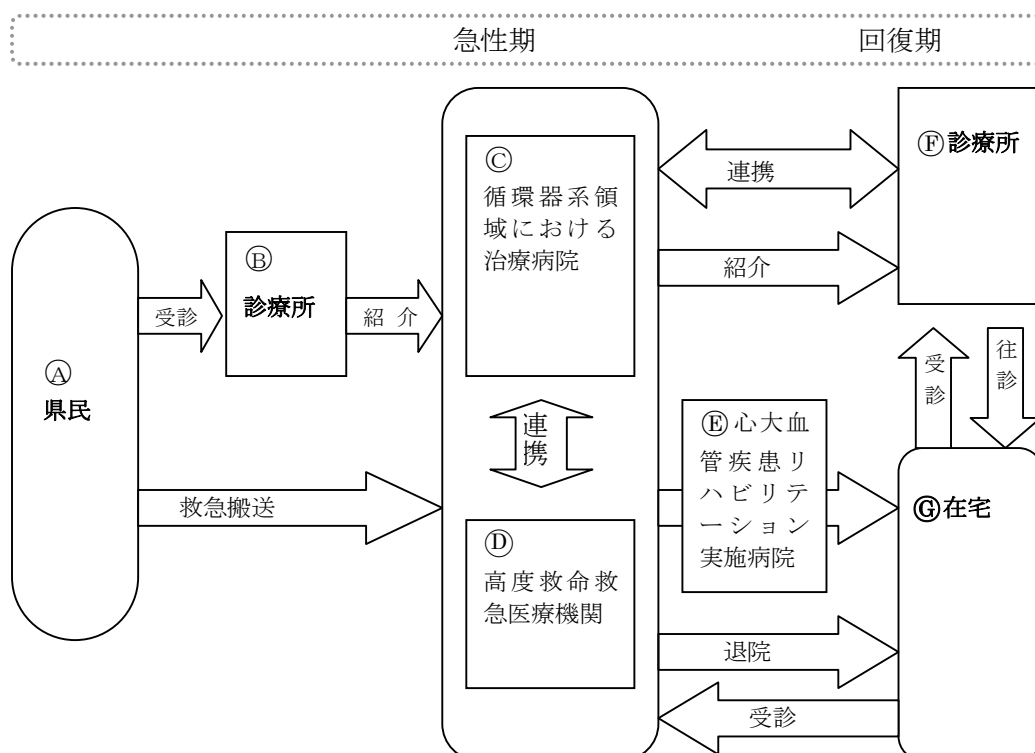 急性期
回復期
Ⓐ
県民
受診
Ⓑ
診療所
紹介
救急搬送
Ⓒ
循環器系領
域における
治療病院
連
携
Ⓓ
高度救命救
急医療機関
連携
紹介
Ⓔ心大血
管疾患リ
ハビリテ
ーション
実施病院
退院
受診
Ⓕ診療所
受
診
往
診
Ⓖ在宅